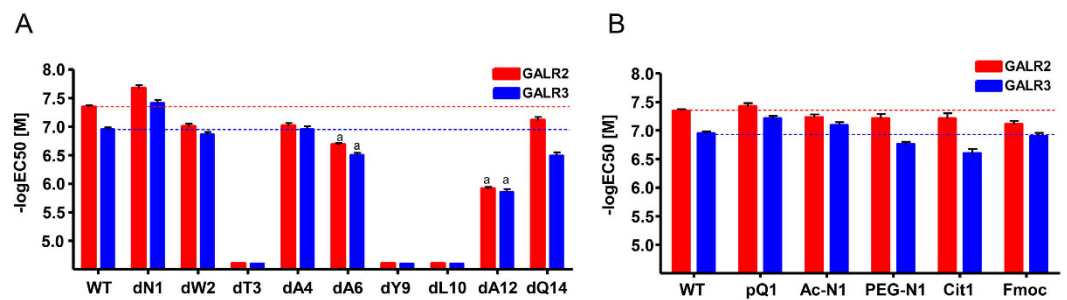 A
8.0
7.5
7.0
6.5
6.0
5.5
5.0
-logEC50 [M]
GALR2
GALR3
a
a
a a
WT dN1 dW2 dT3 dA4 dA6 dY9 dL10 dA12 dQ14
B
8.0
7.5
7.0
6.5
6.0
5.5
5.0
-logEC50 [M]
GALR2
GALR3
WT pQ1 Ac-N1 PEG-N1 Cit1 Fmoc